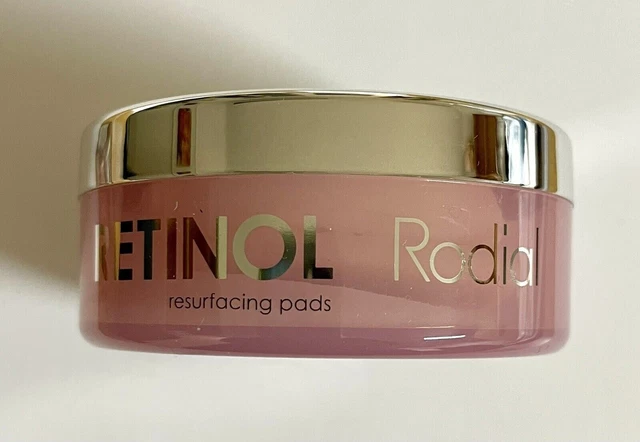 RETINOL Rodial
resurfacing pads